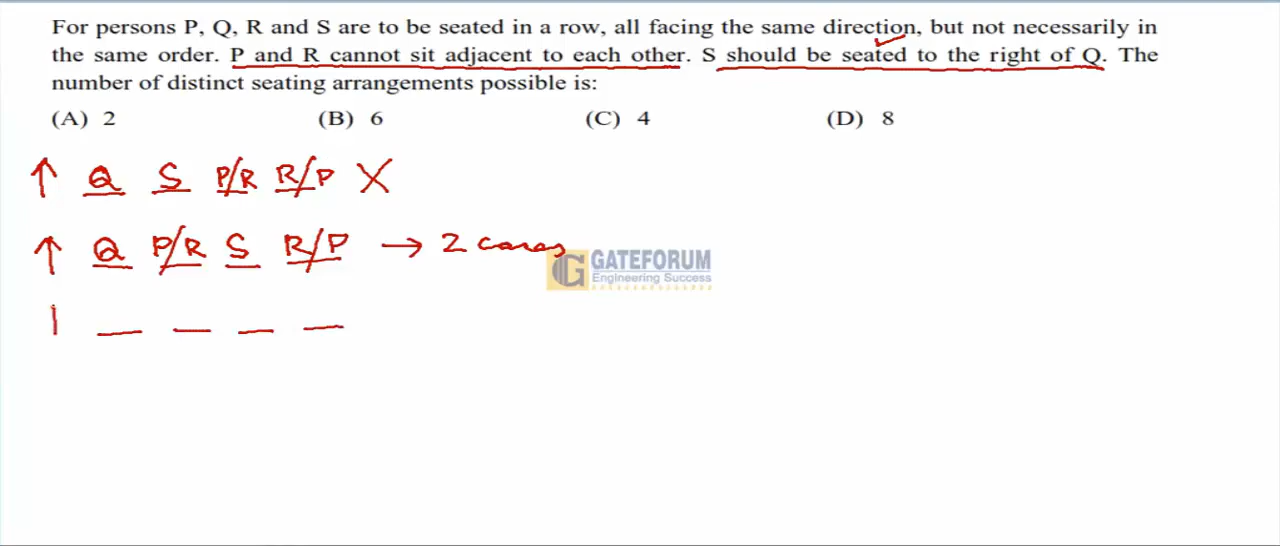 For persons P, Q, R and S are to be seated in a row, all facing the same direction, but not necessarily in
the same order. P and R cannot sit adjacent to each other. S should be seated to the right of Q. The
number of distinct seating arrangements possible is:
(A) 2 (B) 6 (C) 4 (D) 8
↑ Q S P/R R/P X
↑ Q P/R S R/P → 2 cases
GATEFORUM
Engineering Success